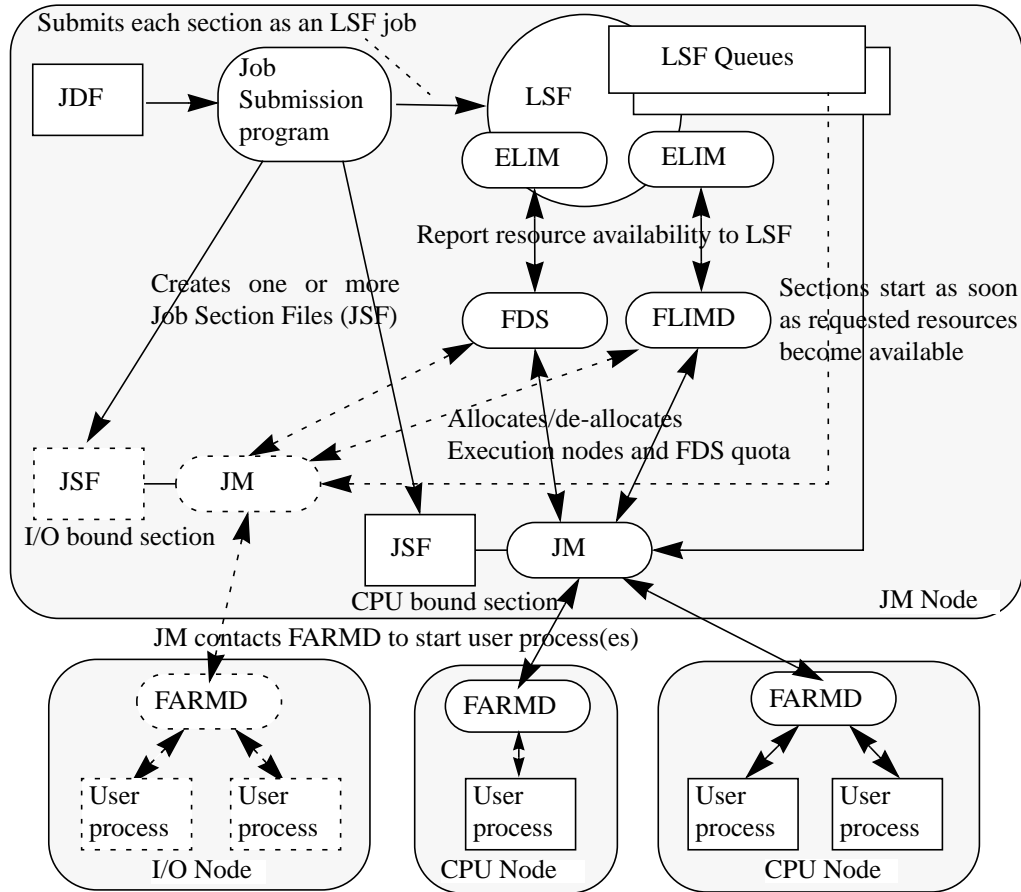 Submits each section as an LSF job
LSF Queues
Job
Submission
program
JDF
LSF
ELIM
ELIM
Report resource availability to LSF
Creates one or more
Job Section Files (JSF)
FDS
FLIMD
Sections start as soon
as requested resources
become available
Allocates/de-allocates
Execution nodes and FDS quota
JSF
JM
I/O bound section
JSF
JM
CPU bound section
JM Node
JM contacts FARMD to start user process(es)
FARMD
User
process
User
process
I/O Node
FARMD
User
process
CPU Node
FARMD
User
process
User
process
CPU Node